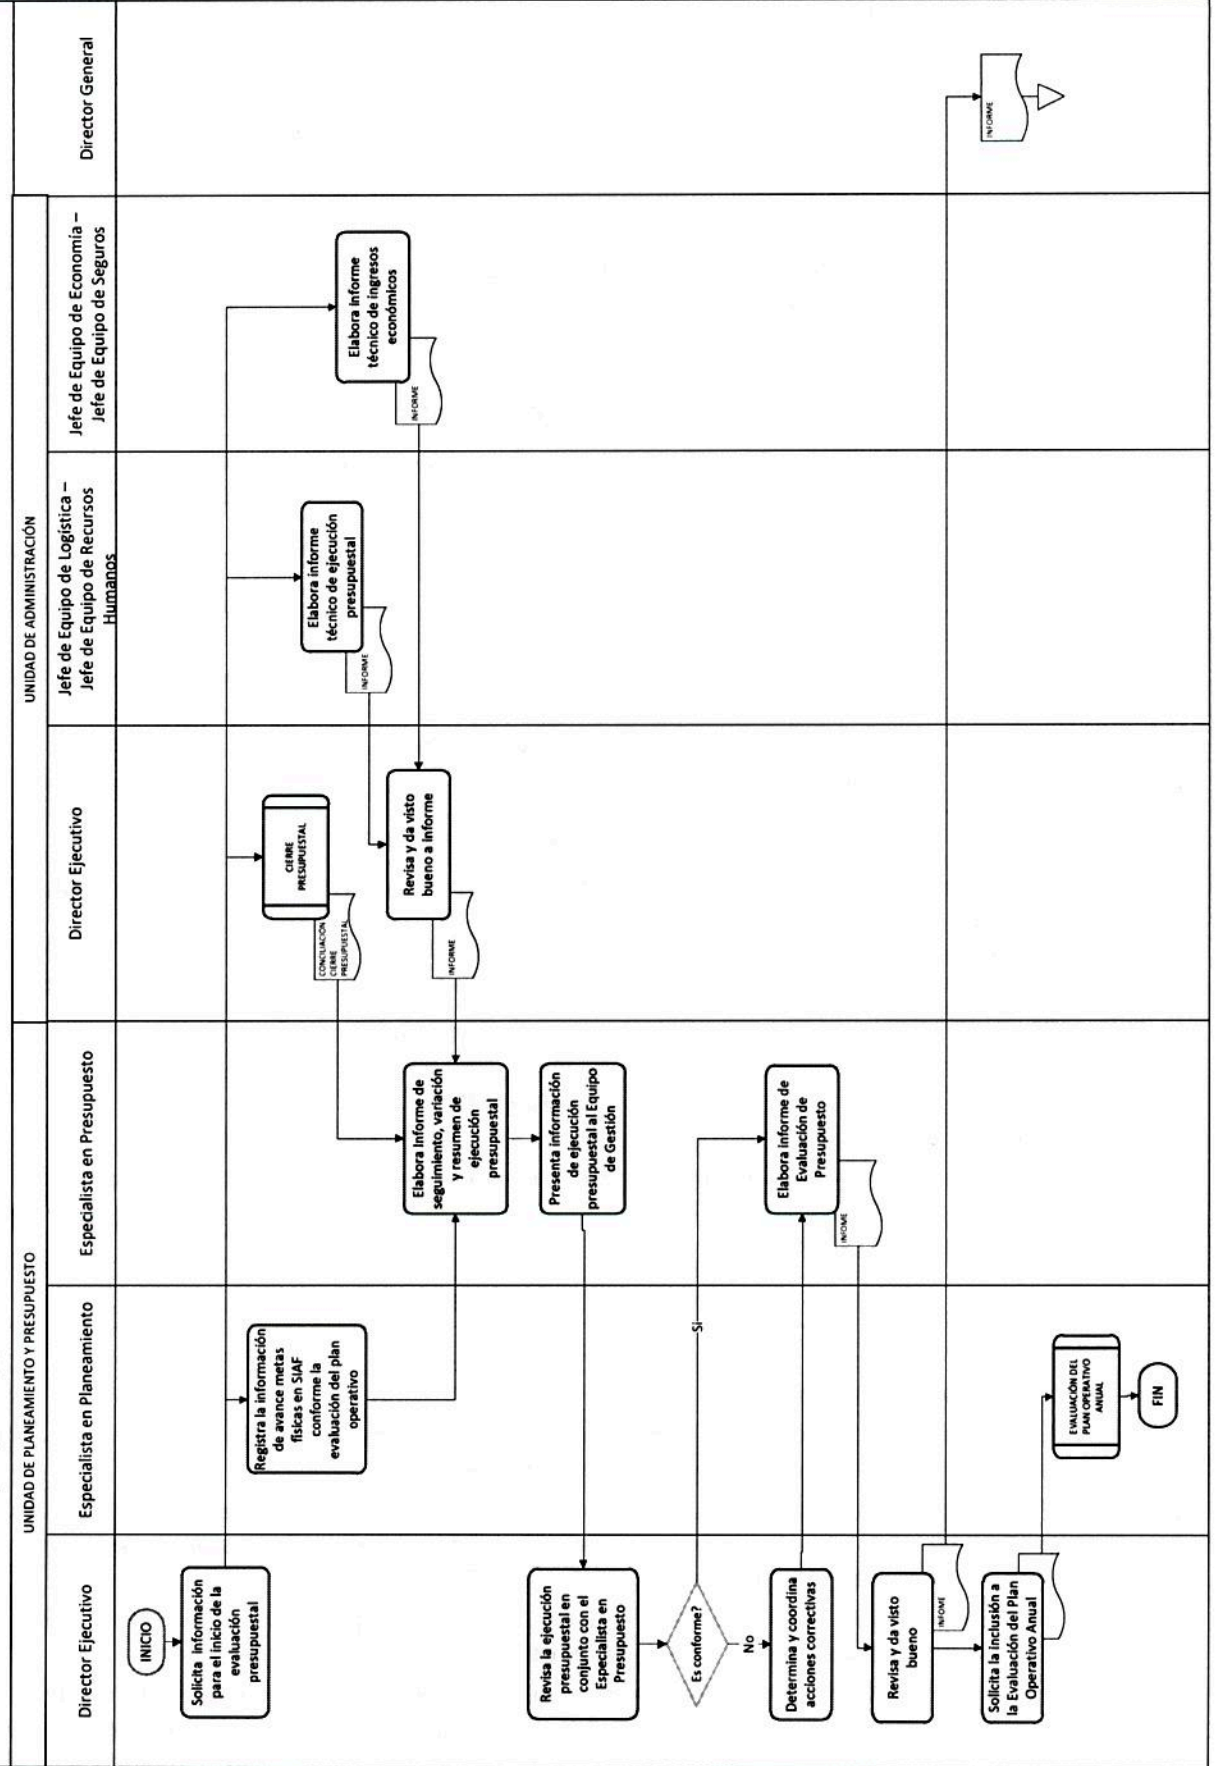 UNIDAD DE PLANEAMIENTO Y PRESUPUESTO
UNIDAD DE ADMINISTRACIÓN
Director Ejecutivo
Especialista en Planeamiento
Especialista en Presupuesto
Director Ejecutivo
Jefe de Equipo de Logística –
Jefe de Equipo de Recursos
Humanos
Jefe de Equipo de Economia –
Jefe de Equipo de Seguros
Director General
INICIO
Solicita información
para el inicio de la
evaluación
presupuestal
Registra la información
de avance metas
físicas en SIAF
conforme la
evaluación del plan
operativo
CIERRE
PRESUPUESTAL
CONCILIACION
CIERRE
PRESUPUESTAL
Elabora informe
técnico de ejecución
presupuestal
INFORME
Elabora informe
técnico de ingresos
económicos
INFORME
Revisa y da visto
bueno a informe
INFORME
Elabora Informe de
seguimiento, variación
y resumen de
ejecución
presupuestal
Presenta información
de ejecución
presupuestal al Equipo
de Gestión
Revisa la ejecución
presupuestal en
conjunto con el
Especialista en
Presupuesto
Es conforme?
Si
No
Determina y coordina
acciones correctivas
Elabora informe de
Evaluación de
Presupuesto
INFOME
Revisa y da visto
bueno
INFOME
INFORME
Solicita la inclusión a
la Evaluación del Plan
Operativo Anual
EVALUACIÓN DEL
PLAN OPERATIVO
ANUAL
FIN